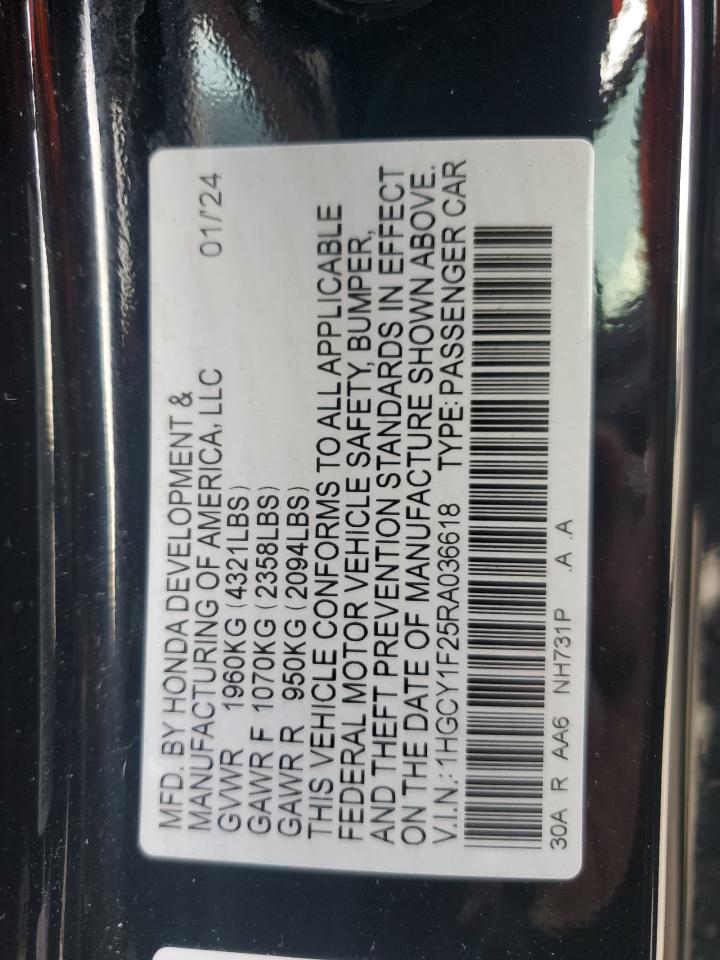 MFD. BY HONDA DEVELOPMENT &
MANUFACTURING OF AMERICA, LLC 01/'24
GVWR 1960KG (4321LBS)
GAWR F 1070KG (2358LBS)
GAWR R 950KG (2094LBS)
THIS VEHICLE CONFORMS TO ALL APPLICABLE
FEDERAL MOTOR VEHICLE SAFETY, BUMPER,
AND THEFT PREVENTION STANDARDS IN EFFECT
ON THE DATE OF MANUFACTURE SHOWN ABOVE.
V.I.N.: 1HGCY1F25RA036618 TYPE: PASSENGER CAR
30A R AA6 NH731P .A .A